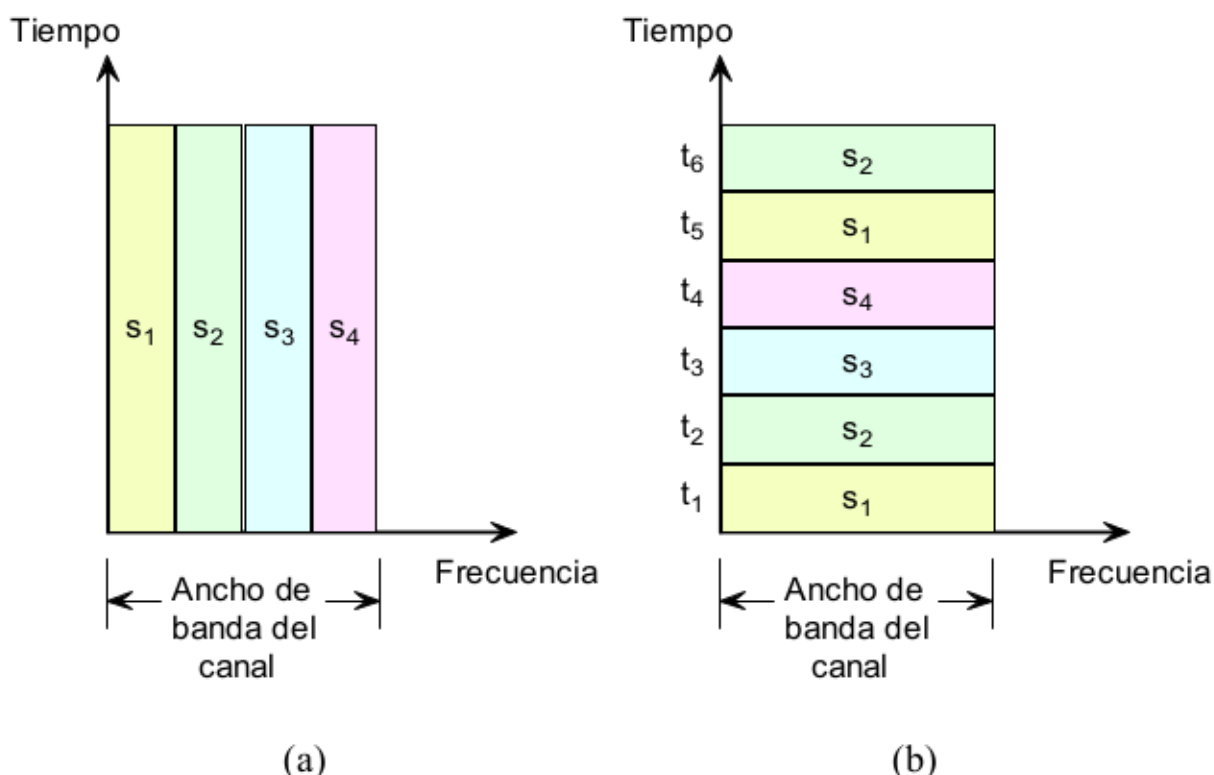 Tiempo
s₁ s₂ s₃ s₄
Frecuencia
Ancho de
banda del
canal
(a)
Tiempo
t₆ s₂
t₅ s₁
t₄ s₄
t₃ s₃
t₂ s₂
t₁ s₁
Frecuencia
Ancho de
banda del
canal
(b)